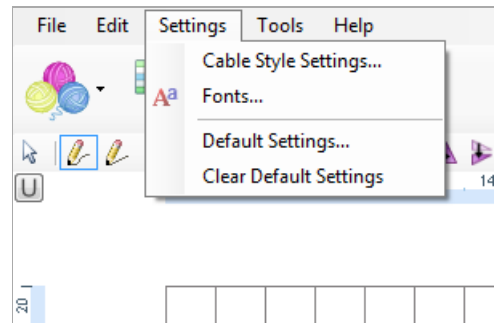 File Edit Settings Tools Help
Cable Style Settings...
Aa Fonts...
Default Settings...
Clear Default Settings
U
14
20